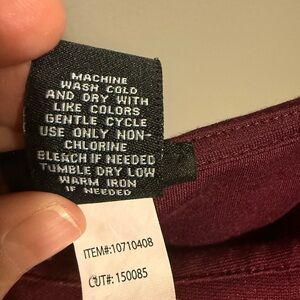 MACHINE
WASH COLD
AND DRY WITH
LIKE COLORS
GENTLE CYCLE
USE ONLY NON-
CHLORINE
BLEACH IF NEEDED
TUMBLE DRY LOW
WARM IRON
IF NEEDED
ITEM#:10710408
CUT#: 150085